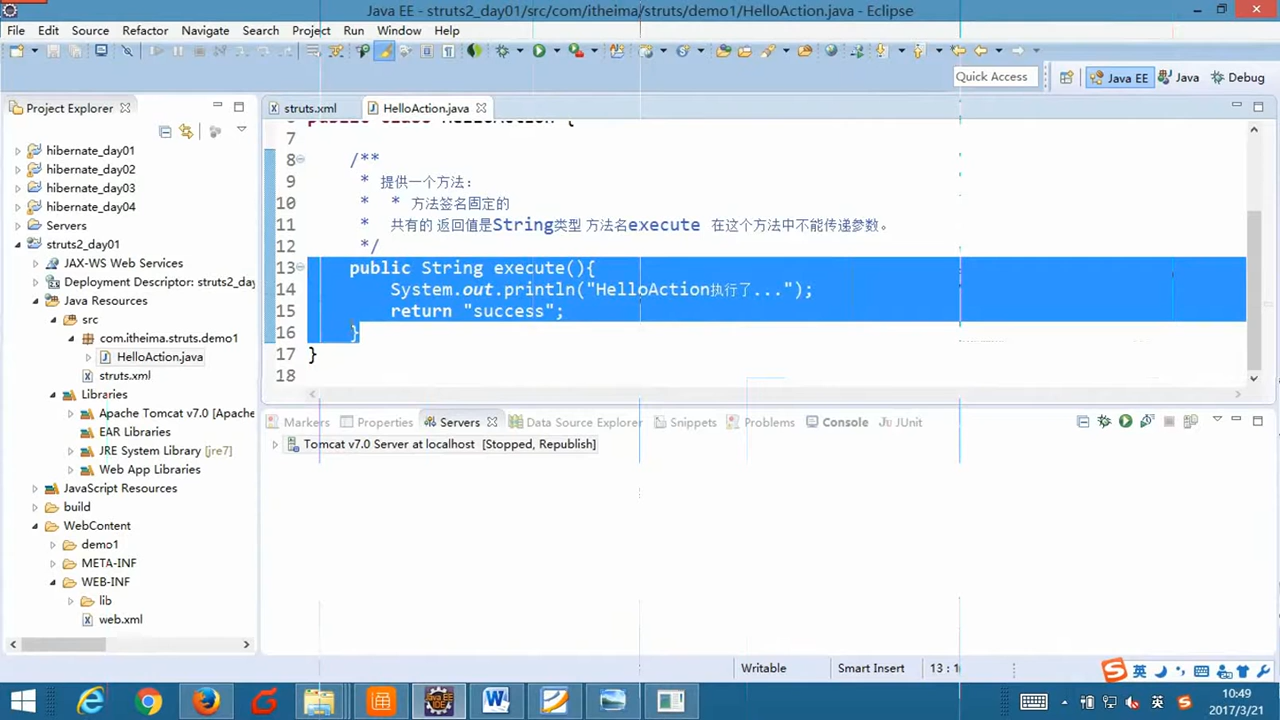 Java EE - struts2_day01/src/com/itheima/struts/demo1/HelloAction.java - Eclipse
File Edit Source Refactor Navigate Search Project Run Window Help
Quick Access
Java EE
Java
Debug
Project Explorer
struts.xml
HelloAction.java
hibernate_day01
hibernate_day02
hibernate_day03
hibernate_day04
Servers
struts2_day01
JAX-WS Web Services
Deployment Descriptor: struts2_day
Java Resources
src
com.itheima.struts.demo1
HelloAction.java
struts.xml
Libraries
Apache Tomcat v7.0 [Apache
EAR Libraries
JRE System Library [jre7]
Web App Libraries
JavaScript Resources
build
WebContent
demo1
META-INF
WEB-INF
lib
web.xml
public class HelloAction {
7
8 /**
9 * 提供一个方法：
10 * * 方法签名固定的
11 * 共有的 返回值是String类型 方法名execute 在这个方法中不能传递参数。
12 */
13 public String execute(){
14 System.out.println("HelloAction执行了...");
15 return "success";
16 }
17 }
18
Markers Properties Servers Data Source Explorer Snippets Problems Console JUnit
Tomcat v7.0 Server at localhost [Stopped, Republish]
Writable Smart Insert 13 : 1
英
英
10:49
2017/3/21